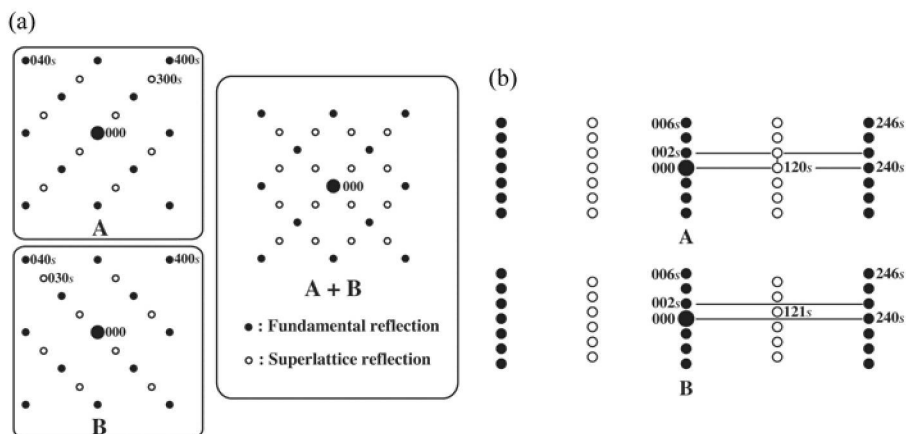 (a)
040s
400s
300s
000
A
040s
400s
030s
000
B
000
A + B
: Fundamental reflection
: Superlattice reflection
(b)
006s
246s
002s
000
120s
240s
A
006s
246s
002s
121s
000
240s
B